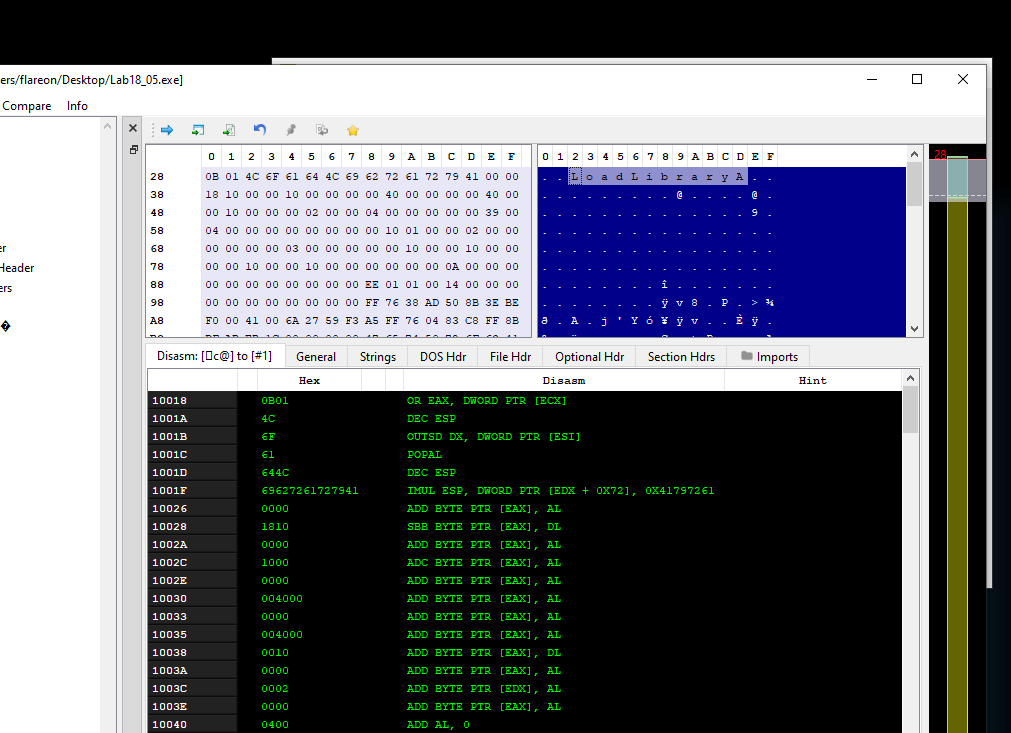 ers/flareon/Desktop/Lab18_05.exe]
Compare Info
0 1 2 3 4 5 6 7 8 9 A B C D E F 0 1 2 3 4 5 6 7 8 9 A B C D E F
28
28 0B 01 4C 6F 61 64 4C 69 62 72 61 72 79 41 00 00 . . L o a d L i b r a r y A . .
38 18 10 00 00 10 00 00 00 00 40 00 00 00 00 40 00 . . . . . . . . . @ . . . . @ .
48 00 10 00 00 00 02 00 00 04 00 00 00 00 00 39 00 . . . . . . . . . . . . . . 9 .
58 04 00 00 00 00 00 00 00 10 01 00 00 02 00 00 . . . . . . . . . . . . . . . .
68 00 00 00 00 03 00 00 00 00 00 10 00 00 10 00 00 . . . . . . . . . . . . . . . .
78 00 00 10 00 00 10 00 00 00 00 00 00 0A 00 00 00 . . . . . . . . . . . . . . . .
88 00 00 00 00 00 00 00 00 EE 01 01 00 14 00 00 00 . . . . . . . . î . . . . . . .
98 00 00 00 00 00 00 00 00 FF 76 38 AD 50 8B 3E BE . . . . . . . . ÿ v 8 . P . > ¾
A8 F0 00 41 00 6A 27 59 F3 A5 FF 76 04 83 C8 FF 8B ð . A . j ' Y ó ¥ ÿ v . . È ÿ .
er
Header
ers
Disasm: [▯c@] to [#1] General Strings DOS Hdr File Hdr Optional Hdr Section Hdrs Imports
Hex Disasm Hint
10018 0B01 OR EAX, DWORD PTR [ECX]
1001A 4C DEC ESP
1001B 6F OUTSD DX, DWORD PTR [ESI]
1001C 61 POPAL
1001D 644C DEC ESP
1001F 69627261727941 IMUL ESP, DWORD PTR [EDX + 0X72], 0X41797261
10026 0000 ADD BYTE PTR [EAX], AL
10028 1810 SBB BYTE PTR [EAX], DL
1002A 0000 ADD BYTE PTR [EAX], AL
1002C 1000 ADC BYTE PTR [EAX], AL
1002E 0000 ADD BYTE PTR [EAX], AL
10030 004000 ADD BYTE PTR [EAX], AL
10033 0000 ADD BYTE PTR [EAX], AL
10035 004000 ADD BYTE PTR [EAX], AL
10038 0010 ADD BYTE PTR [EAX], DL
1003A 0000 ADD BYTE PTR [EAX], AL
1003C 0002 ADD BYTE PTR [EDX], AL
1003E 0000 ADD BYTE PTR [EAX], AL
10040 0400 ADD AL, 0